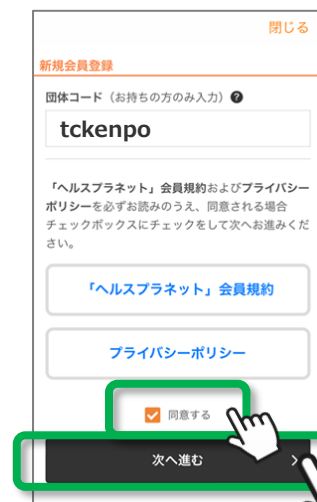 閉じる
新規会員登録
団体コード（お持ちの方のみ入力）?
tckenpo
「ヘルスプラネット」会員規約およびプライバシー
ポリシーを必ずお読みのうえ、同意される場合
チェックボックスにチェックをして次へお進みくだ
さい。
「ヘルスプラネット」会員規約
プライバシーポリシー
同意する
次へ進む